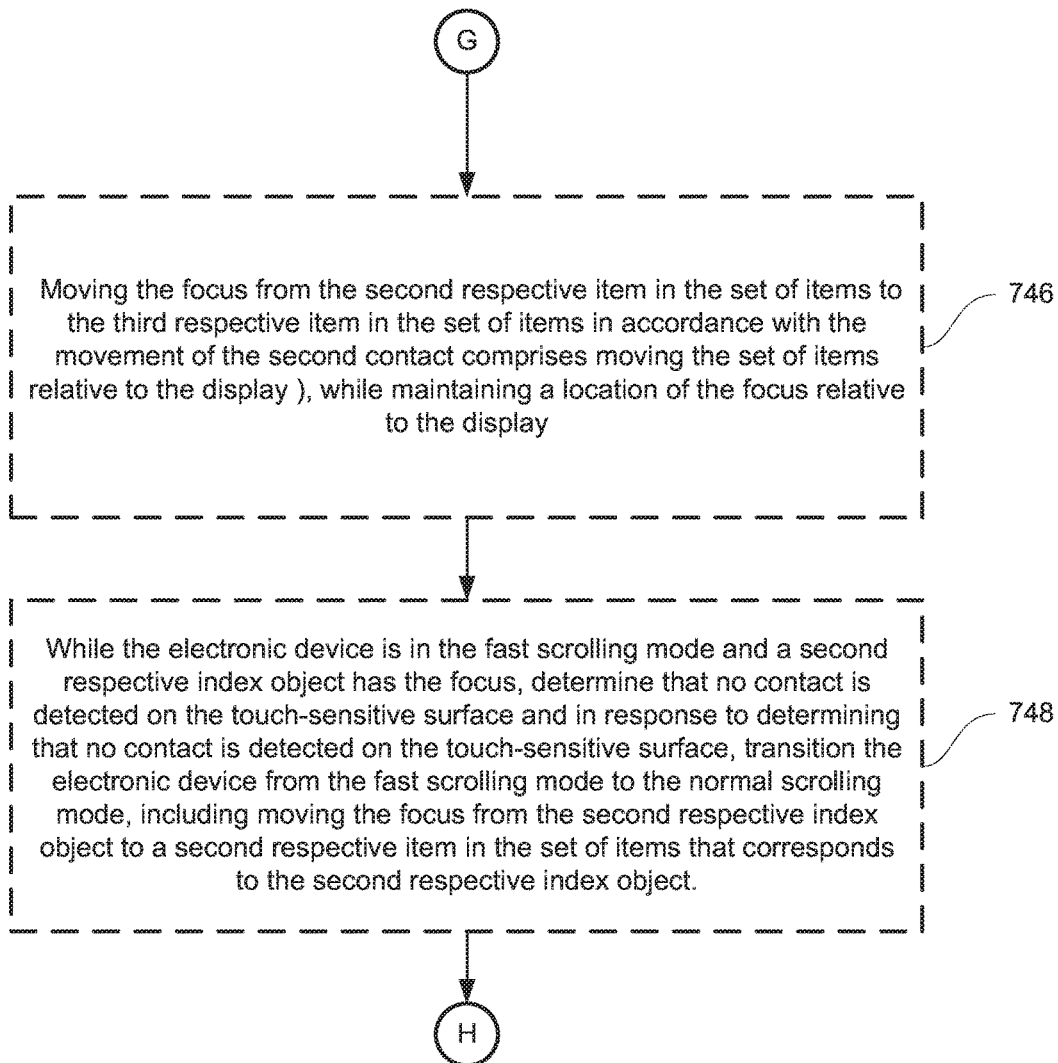 G
Moving the focus from the second respective item in the set of items to
the third respective item in the set of items in accordance with the
movement of the second contact comprises moving the set of items
relative to the display ), while maintaining a location of the focus relative
to the display
746
While the electronic device is in the fast scrolling mode and a second
respective index object has the focus, determine that no contact is
detected on the touch-sensitive surface and in response to determining
that no contact is detected on the touch-sensitive surface, transition the
electronic device from the fast scrolling mode to the normal scrolling
mode, including moving the focus from the second respective index
object to a second respective item in the set of items that corresponds
to the second respective index object.
748
H